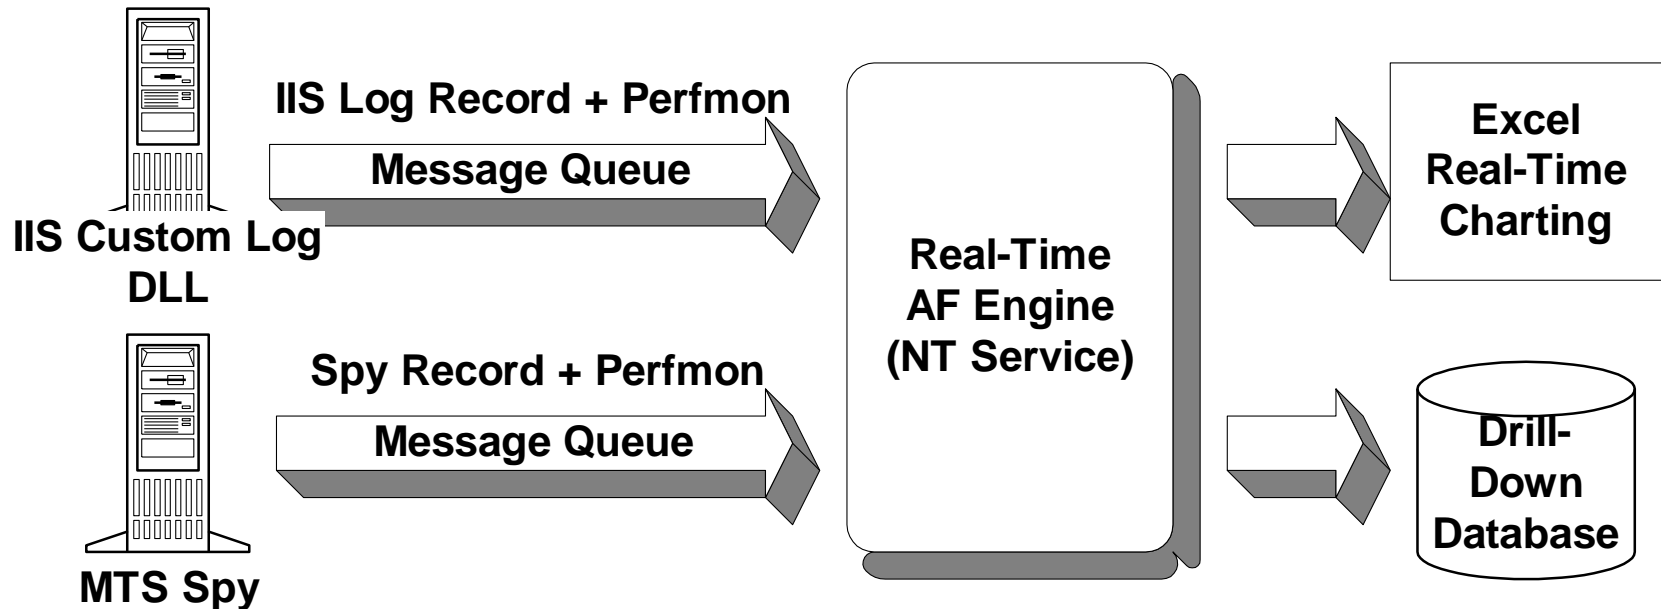 IIS Log Record + Perfmon
Message Queue
IIS Custom Log
DLL
Spy Record + Perfmon
Message Queue
MTS Spy
Real-Time
AF Engine
(NT Service)
Excel
Real-Time
Charting
Drill-
Down
Database